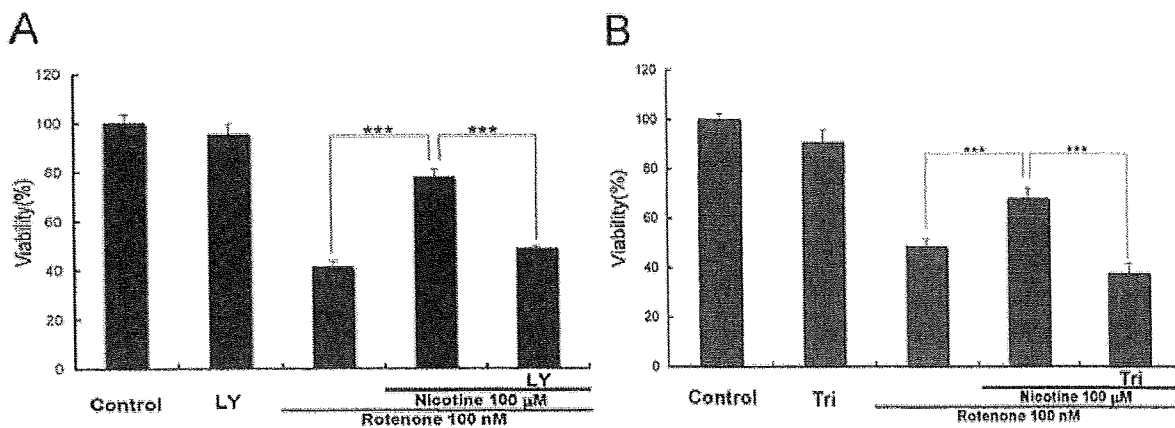 A
120
100
80
60
40
20
0
Viability(%)
***
***
Control
LY
LY
Nicotine 100 µM
Rotenone 100 nM
B
120
100
80
60
40
20
0
Viability(%)
***
***
Control
Tri
Tri
Nicotine 100 µM
Rotenone 100 nM